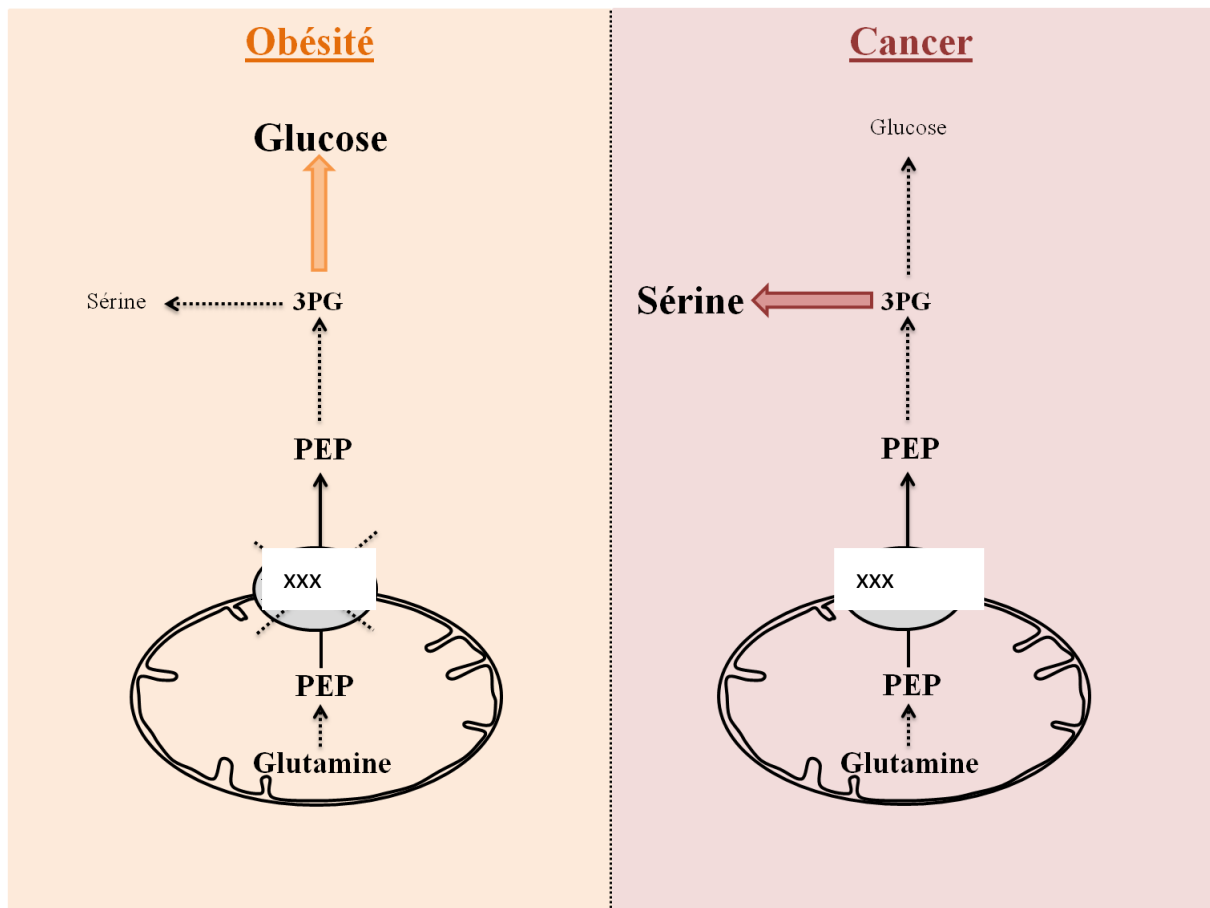 Obésité
Glucose
Sérine
3PG
PEP
xxx
PEP
Glutamine
Cancer
Glucose
Sérine
3PG
PEP
xxx
PEP
Glutamine